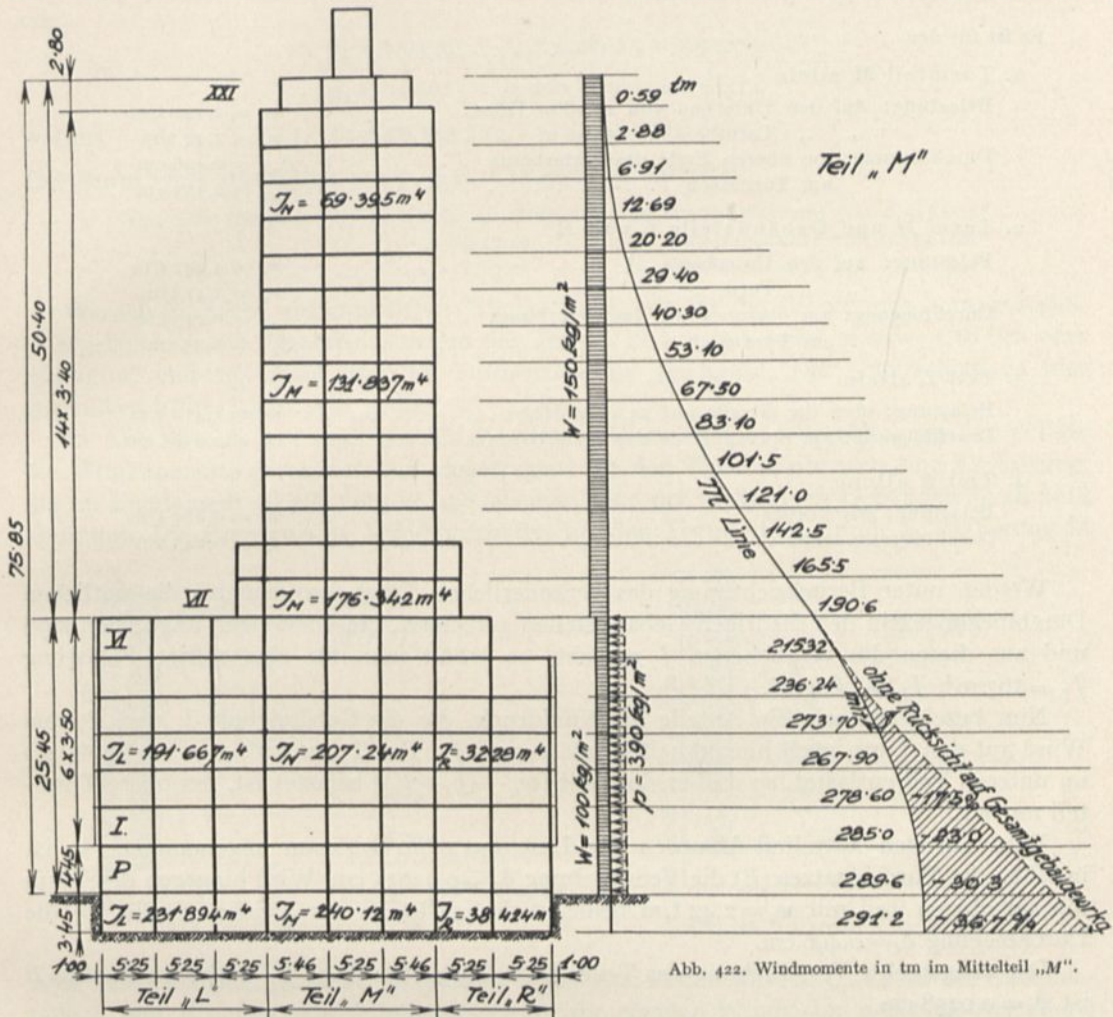 2·80
XXI
50·40
14 x 3·40
75·85
J_M = 69·395 m⁴
J_M = 131·837 m⁴
VII
J_M = 176·342 m⁴
VI
25·45
6 x 3·50
J_L = 191·667 m⁴
J_M = 207·24 m⁴
J_R = 32·28 m⁴
I.
P
4·45
3·45
J_L = 231·894 m⁴
J_M = 240·12 m⁴
J_R = 38·424 m⁴
1·00 5·25 5·25 5·25 5·46 5·25 5·46 5·25 5·25 1·00
Teil „L" Teil „M" Teil „R"
W = 150 kg/m²
W = 100 kg/m²
p = 390 kg/m²
Teil „M"
0·59 tm
2·88
6·91
12·69
20·20
29·40
40·30
53·10
67·50
83·10
101·5
121·0
142·5
165·5
190·6
215·32
236·24
273·70
267·90
278·60
285·0 -23·0
289·6 -30·3
291·2
M Linie
ohne Rücksicht auf Gesamtgebäudewirkg
Abb. 422. Windmomente in tm im Mittelteil „M".